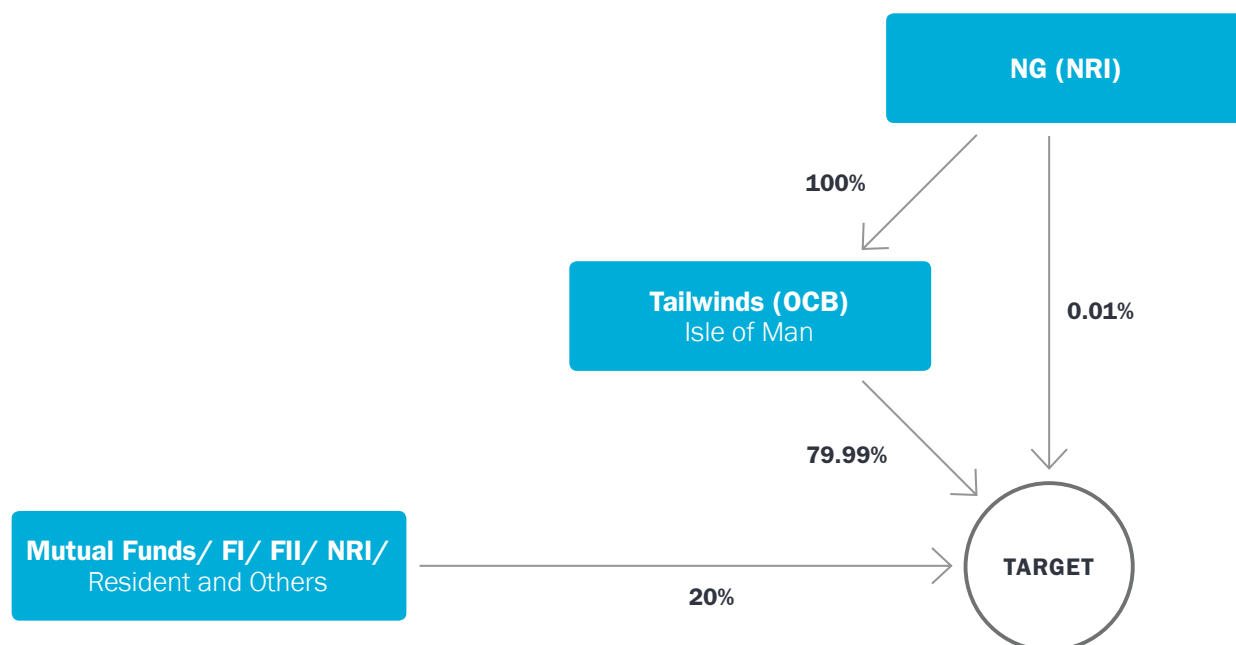 NG (NRI)
100%
Tailwinds (OCB)
Isle of Man
0.01%
79.99%
Mutual Funds/ FI/ FII/ NRI/
Resident and Others
20%
TARGET